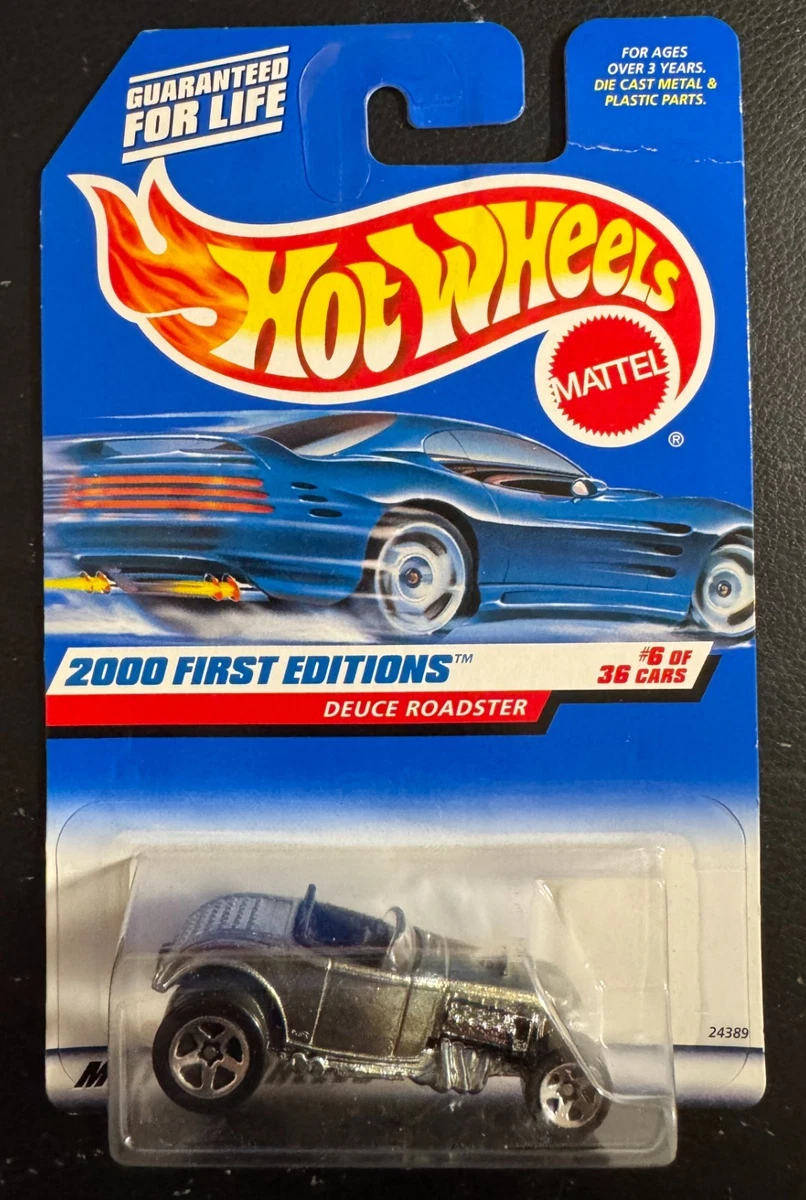 GUARANTEED
FOR LIFE
FOR AGES
OVER 3 YEARS.
DIE CAST METAL &
PLASTIC PARTS.
HOT WHEELS
MATTEL
®
2000 FIRST EDITIONS™
#6 OF
36 CARS
DEUCE ROADSTER
24389